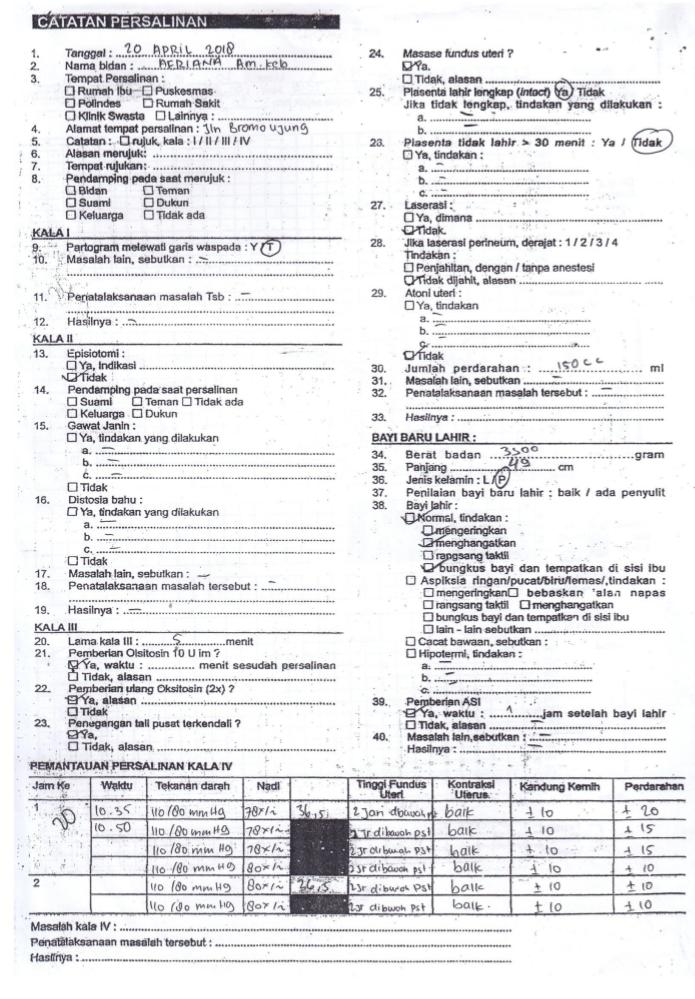 CATATAN PERSALINAN
1. Tanggal : 20 APRIL 2018
2. Nama bidan : AFRIANA Am.keb
3. Tempat Persalinan :
☐ Rumah Ibu ☐ Puskesmas
☐ Polindes ☐ Rumah Sakit
☐ Klinik Swasta ☐ Lainnya :
4. Alamat tempat persalinan : Jln Bromo ujung
5. Catatan : ☐ rujuk, kala : I / II / III / IV
6. Alasan merujuk:
7. Tempat rujukan:
8. Pendamping pada saat merujuk :
☐ Bidan ☐ Teman
☐ Suami ☐ Dukun
☐ Keluarga ☐ Tidak ada
KALA I
9. Partogram melewati garis waspada : Y / T
10. Masalah lain, sebutkan : -
11. Penatalaksanaan masalah Tsb : -
12. Hasilnya : -
KALA II
13. Episiotomi :
☐ Ya, Indikasi
☑ Tidak
14. Pendamping pada saat persalinan
☐ Suami ☐ Teman ☐ Tidak ada
☐ Keluarga ☐ Dukun
15. Gawat Janin :
☐ Ya, tindakan yang dilakukan
a. -
b. -
c. -
☐ Tidak
16. Distosia bahu :
☐ Ya, tindakan yang dilakukan
a. -
b. -
c. -
☐ Tidak
17. Masalah lain, sebutkan : -
18. Penatalaksanaan masalah tersebut : -
19. Hasilnya : -
KALA III
20. Lama kala III : 5 menit
21. Pemberian Olsitosin 10 U im ?
☑ Ya, waktu : menit sesudah persalinan
☐ Tidak, alasan
22. Pemberian ulang Oksitosin (2x) ?
☑ Ya, alasan
☐ Tidak
23. Penegangan tali pusat terkendali ?
☑ Ya,
☐ Tidak, alasan
24. Masase fundus uteri ?
☑ Ya.
☐ Tidak, alasan
25. Plasenta lahir lengkap (intact) Ya / Tidak
Jika tidak lengkap, tindakan yang dilakukan :
a. -
b. -
23. Plasenta tidak lahir > 30 menit : Ya / Tidak
☐ Ya, tindakan :
a. -
b. -
c. -
27. Laserasi :
☐ Ya, dimana
☑ Tidak.
28. Jika laserasi perineum, derajat : 1 / 2 / 3 / 4
Tindakan :
☐ Penjahitan, dengan / tanpa anestesi
☑ Tidak dijahit, alasan
29. Atoni uteri :
☐ Ya, tindakan
a. -
b. -
c. -
☑ Tidak
30. Jumlah perdarahan : 150 cc ml
31. Masalah lain, sebutkan -
32. Penatalaksanaan masalah tersebut : -
33. Hasilnya : -
BAYI BARU LAHIR :
34. Berat badan 3300 gram
35. Panjang 49 cm
36. Jenis kelamin : L / P
37. Penilaian bayi baru lahir : baik / ada penyulit
38. Bayi lahir :
☑ Normal, tindakan :
☑ mengeringkan
☑ menghangatkan
☐ rangsang taktil
☑ bungkus bayi dan tempatkan di sisi ibu
☐ Aspiksia ringan/pucat/biru/lemas/,tindakan :
☐ mengeringkan ☐ bebaskan jalan napas
☐ rangsang taktil ☐ menghangatkan
☐ bungkus bayi dan tempatkan di sisi ibu
☐ lain - lain sebutkan
☐ Cacat bawaan, sebutkan :
☐ Hipotermi, tindakan :
a. -
b. -
c. -
39. Pemberian ASI
☑ Ya, waktu : 1 jam setelah bayi lahir
☐ Tidak, alasan -
40. Masalah lain,sebutkan : -
Hasilnya : -
PEMANTAUAN PERSALINAN KALA IV
Jam Ke Waktu Tekanan darah Nadi Tinggi Fundus Uteri Kontraksi Uterus Kandung Kemih Perdarahan
1 10.35 110/80 mmHg 78x/i 36,5 2 Jari dbawah p baik ± 10 ± 20
10.50 110/80 mmHg 78x/i 2 Jr dibawah Pst baik ± 10 ± 15
110/80 mmHg 78x/i 2 Jr dibawah Pst baik ± 10 ± 15
110/80 mmHg 80x/i 2 Jr dibawah pst baik ± 10 ± 10
2 110/80 mmHg 80x/i 36,5 2 Jr dibawah Pst baik ± 10 ± 10
110/80 mmHg 80x/i 2 Jr dibawah Pst baik ± 10 ± 10
Masalah kala IV :
Penatalaksanaan masalah tersebut :
Hasilnya :